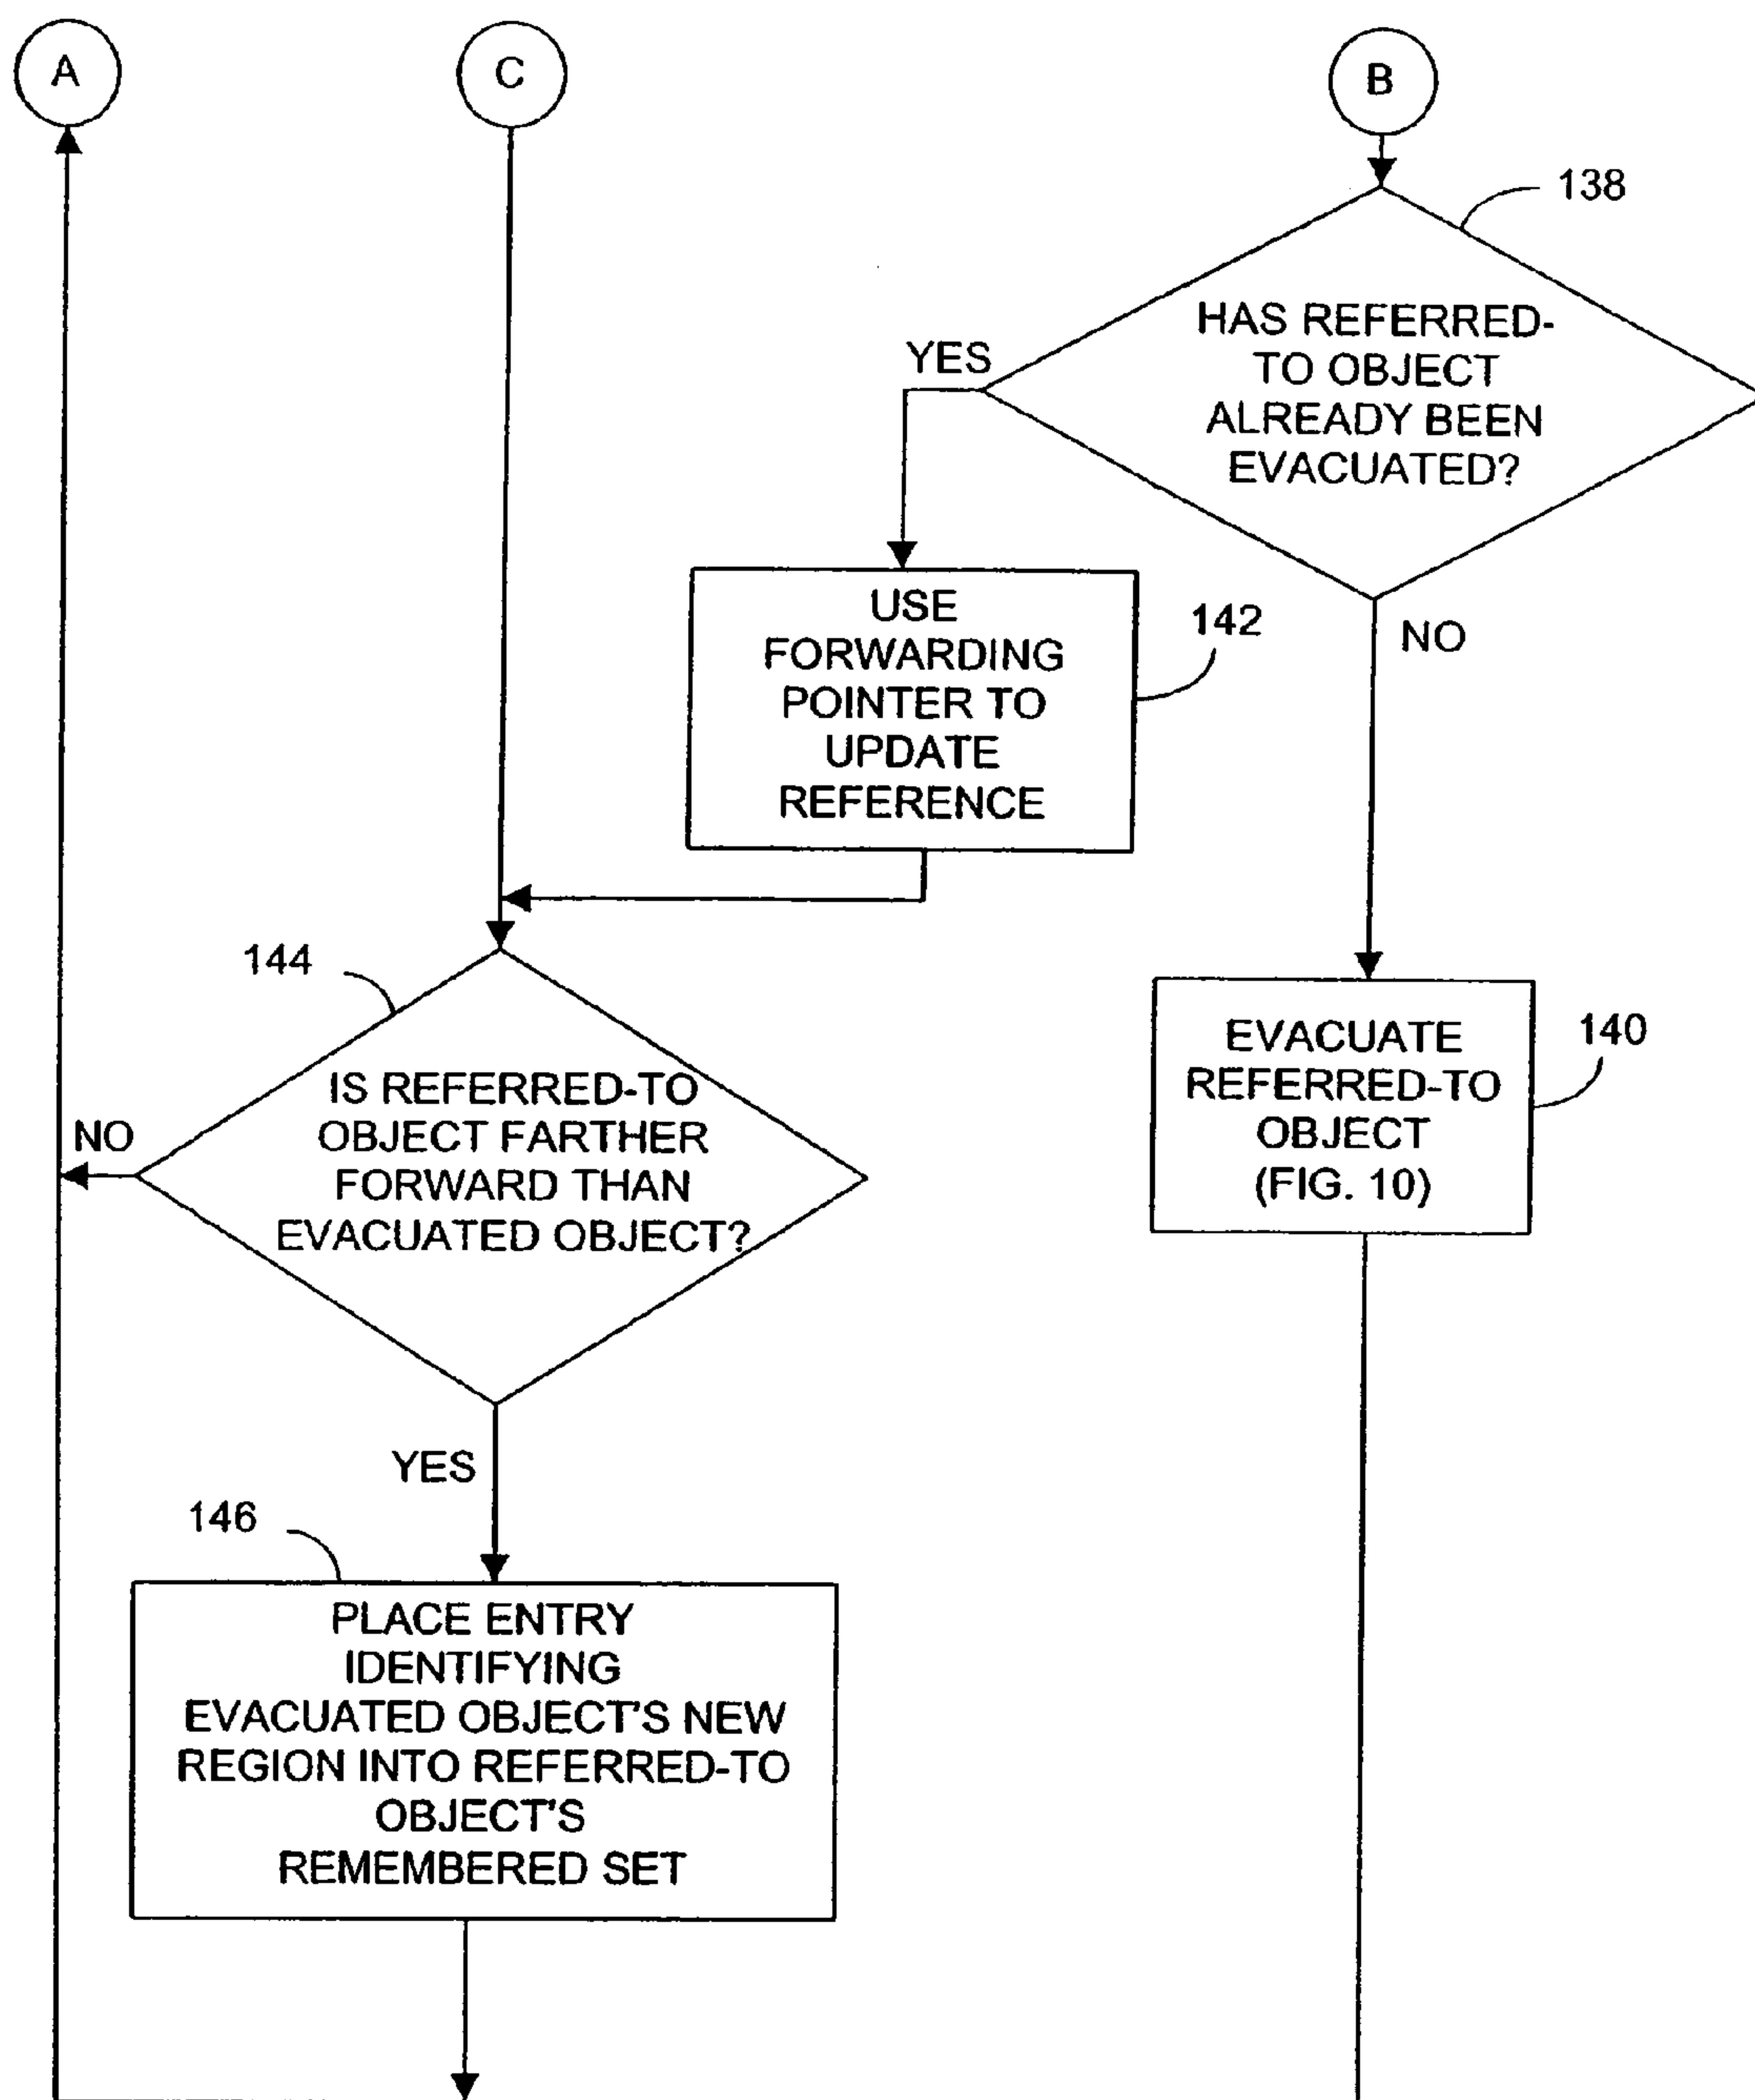 A
C
B
138
HAS REFERRED-
TO OBJECT
ALREADY BEEN
EVACUATED?
YES
NO
USE
FORWARDING
POINTER TO
UPDATE
REFERENCE
142
144
IS REFERRED-TO
OBJECT FARTHER
FORWARD THAN
EVACUATED OBJECT?
NO
YES
EVACUATE
REFERRED-TO
OBJECT
(FIG. 10)
140
146
PLACE ENTRY
IDENTIFYING
EVACUATED OBJECT'S NEW
REGION INTO REFERRED-TO
OBJECT'S
REMEMBERED SET